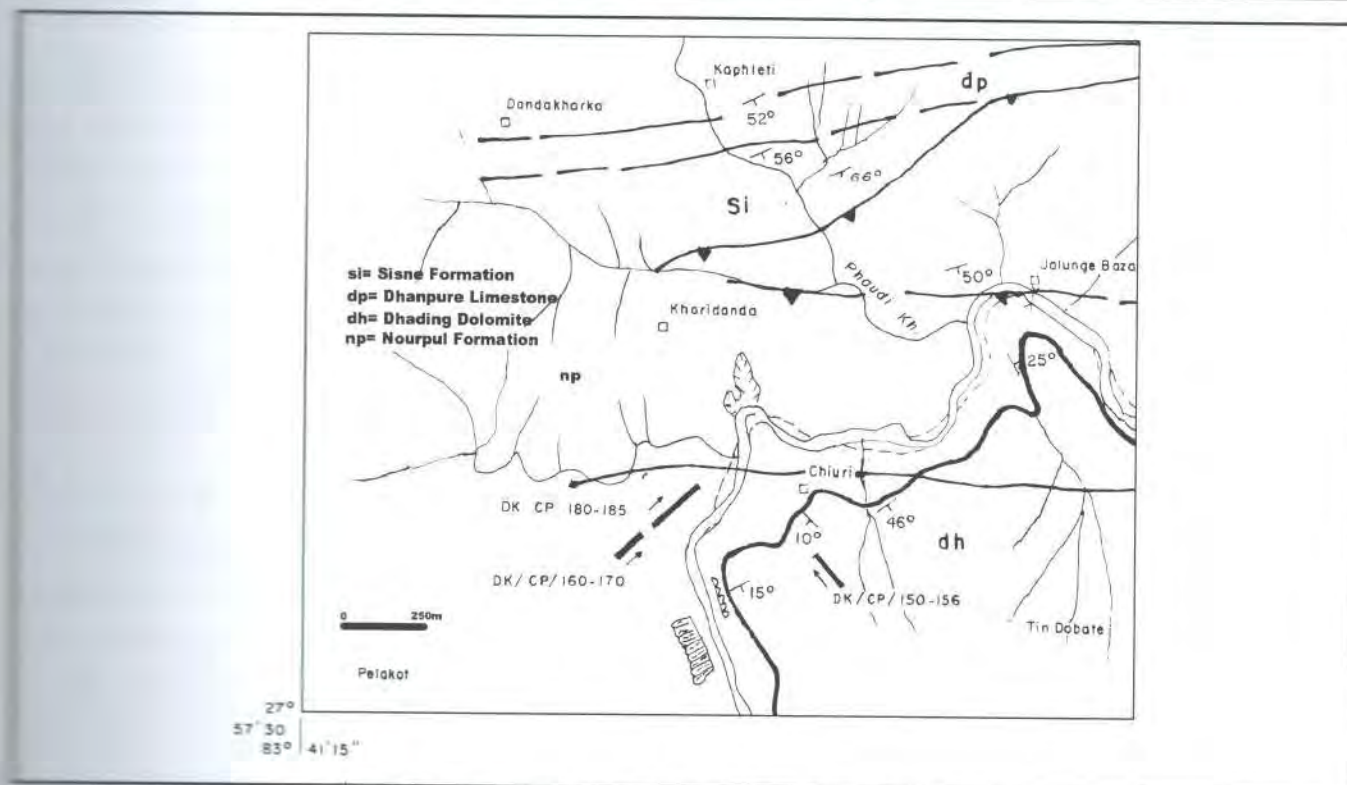 Kaphleti
dp
Dandakharka
52°
56°
66°
Si
50°
Jalunge Baza
Phaudi Kh.
si= Sisne Formation
dp= Dhanpure Limestone
dh= Dhading Dolomite
np= Nourpul Formation
Kharidanda
np
25°
Chiuri
DK CP 180-185
46°
10°
dh
DK/CP/160-170
15°
DK/CP/150-156
0 250m
Tin Dobate
Pelakot
27°
57' 30
83° 41'15"